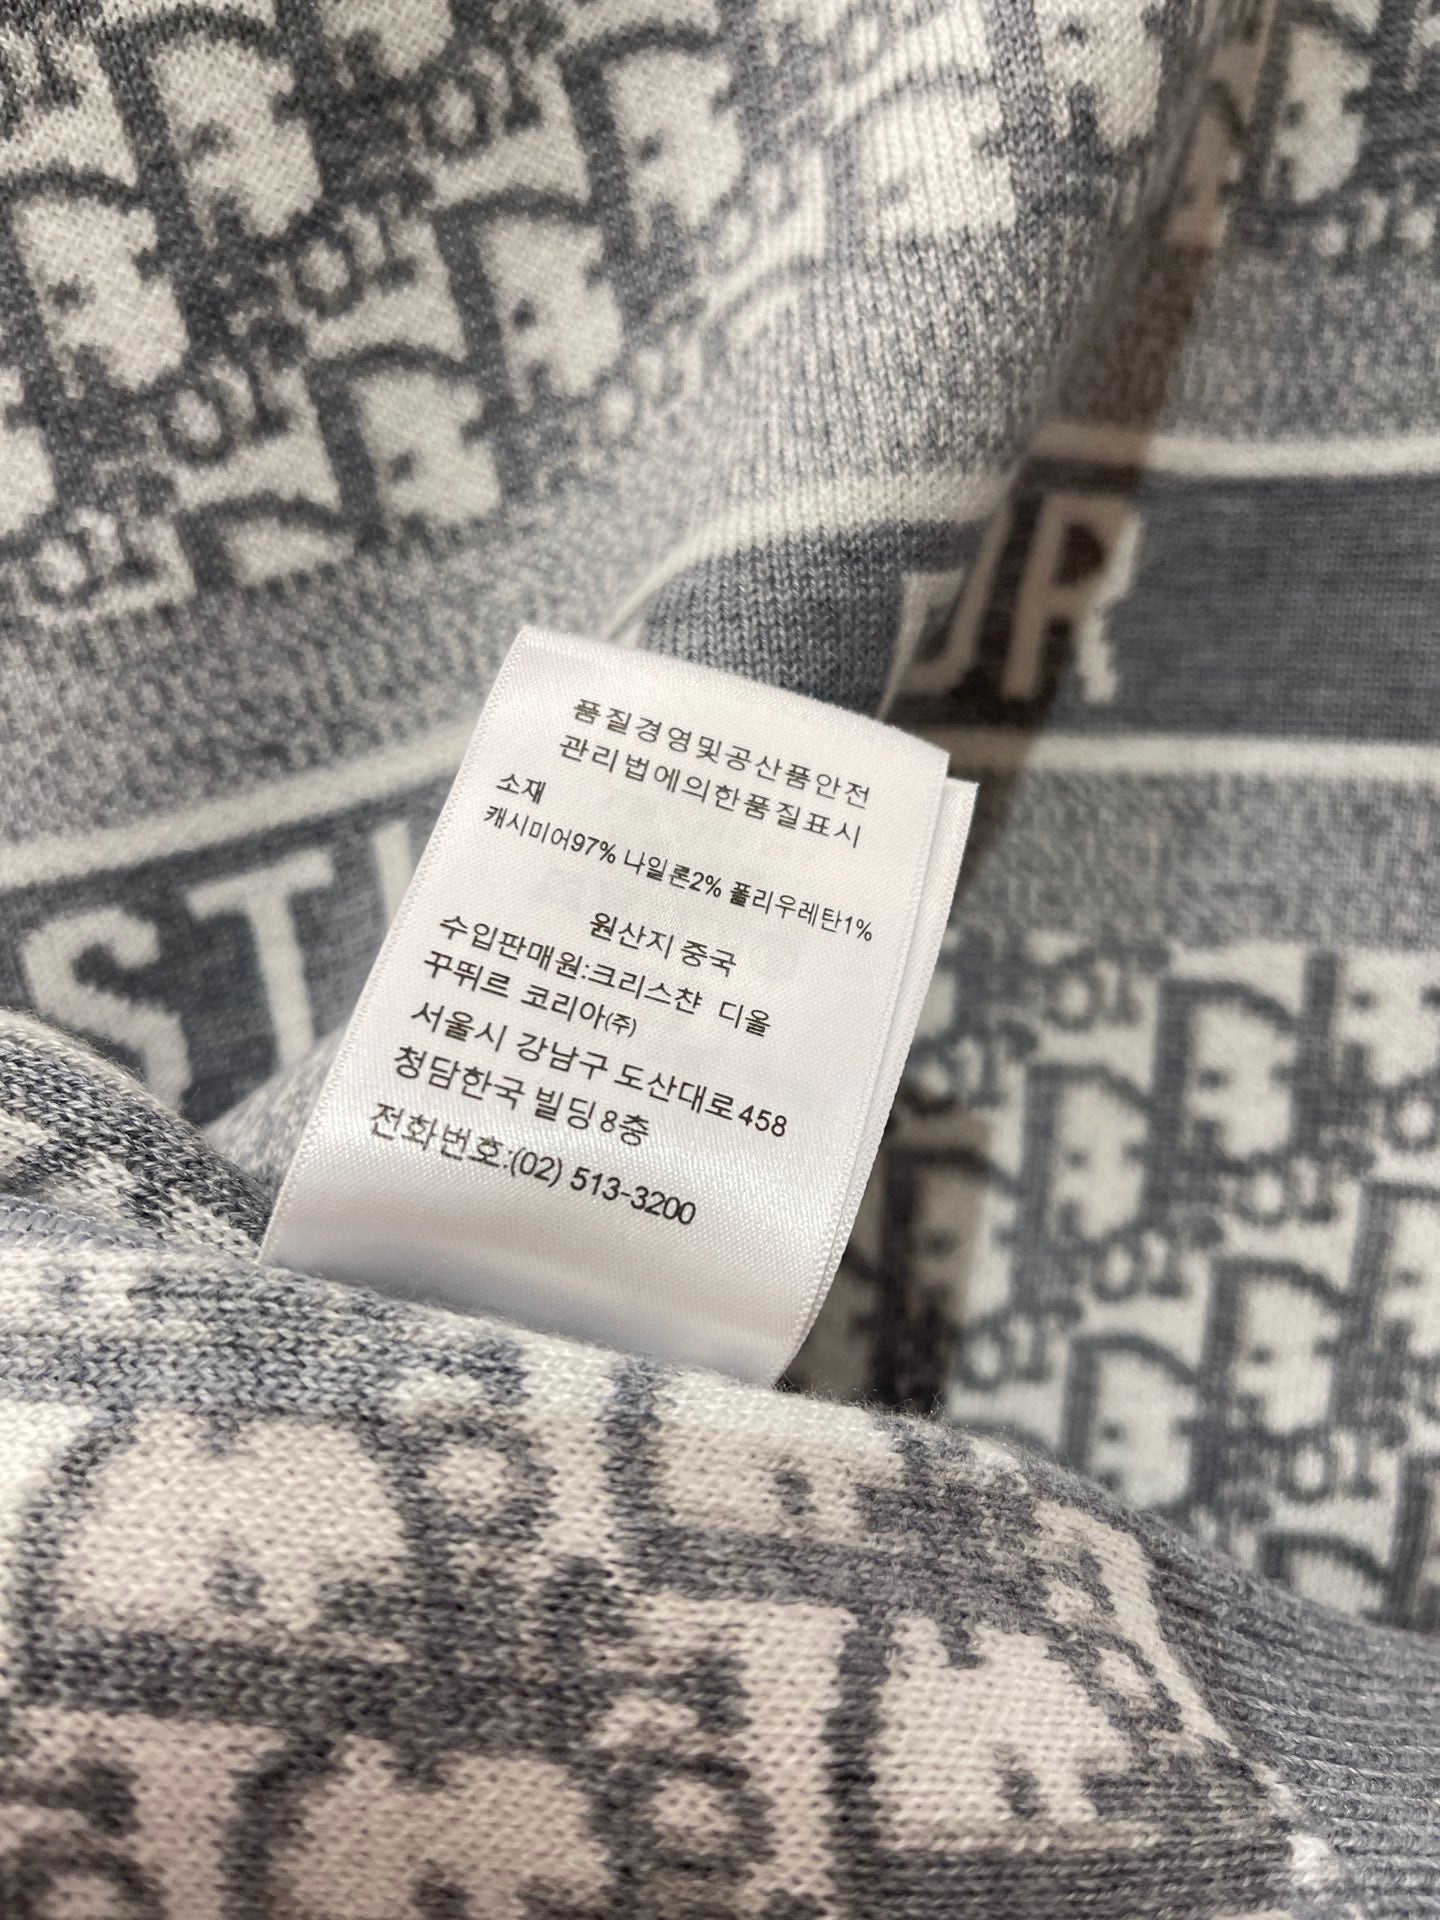 품질경영및공산품안전
관리법에의한품질표시
소재
캐시미어97% 나일론2% 폴리우레탄1%
원산지 중국
수입판매원:크리스챤 디올
꾸뛰르 코리아(주)
서울시 강남구 도산대로458
청담한국 빌딩8층
전화번호:(02) 513-3200